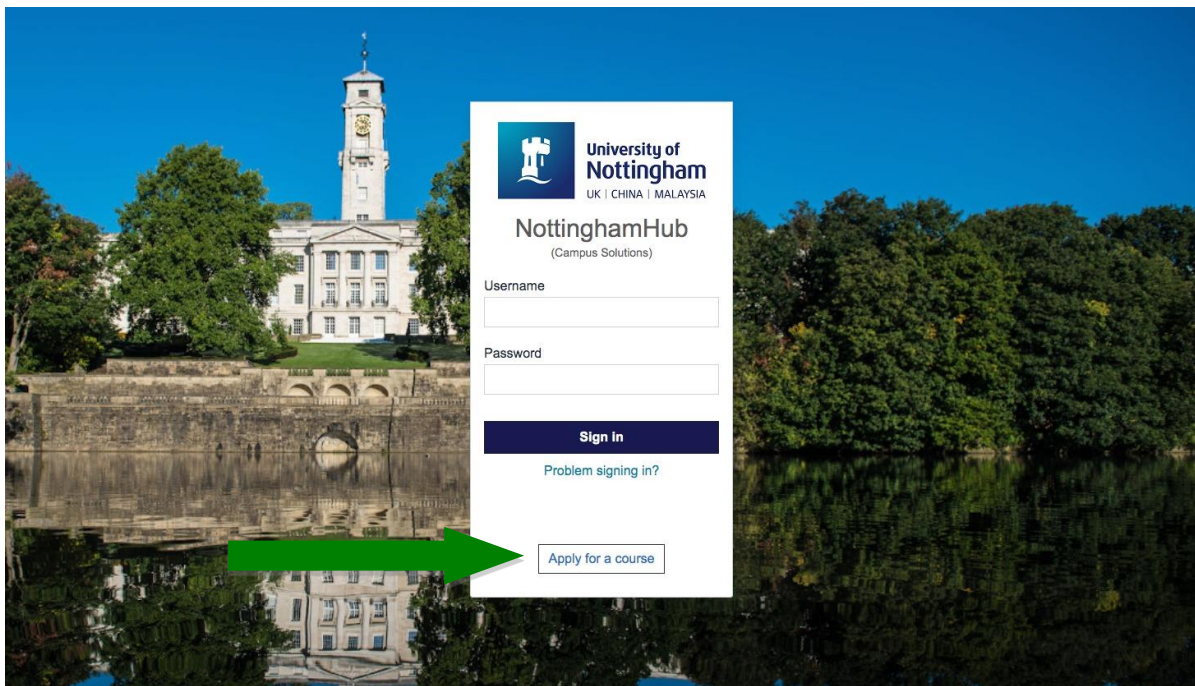 University of
Nottingham
UK | CHINA | MALAYSIA
NottinghamHub
(Campus Solutions)
Username
Password
Sign in
Problem signing in?
Apply for a course